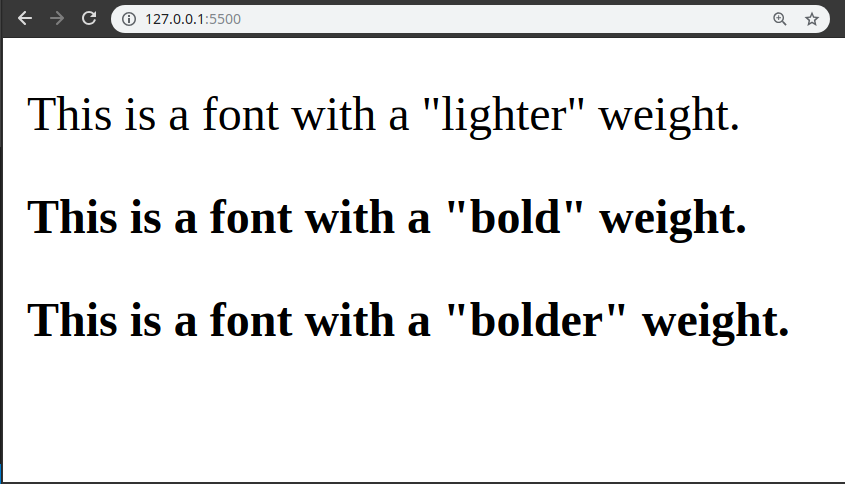 127.0.0.1:5500
This is a font with a "lighter" weight.
This is a font with a "bold" weight.
This is a font with a "bolder" weight.